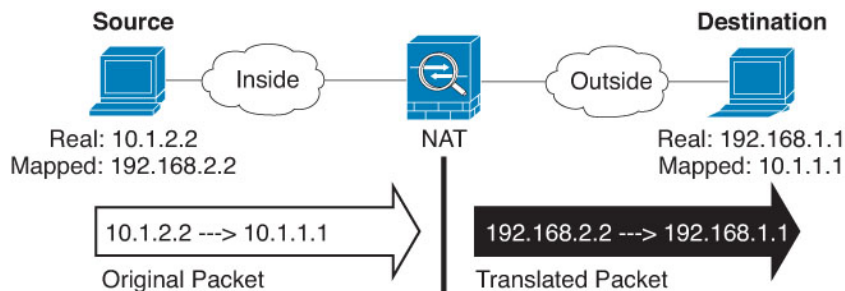 Source
Destination
Inside
Outside
NAT
Real: 10.1.2.2
Mapped: 192.168.2.2
Real: 192.168.1.1
Mapped: 10.1.1.1
10.1.2.2 ---> 10.1.1.1
192.168.2.2 ---> 192.168.1.1
Original Packet
Translated Packet